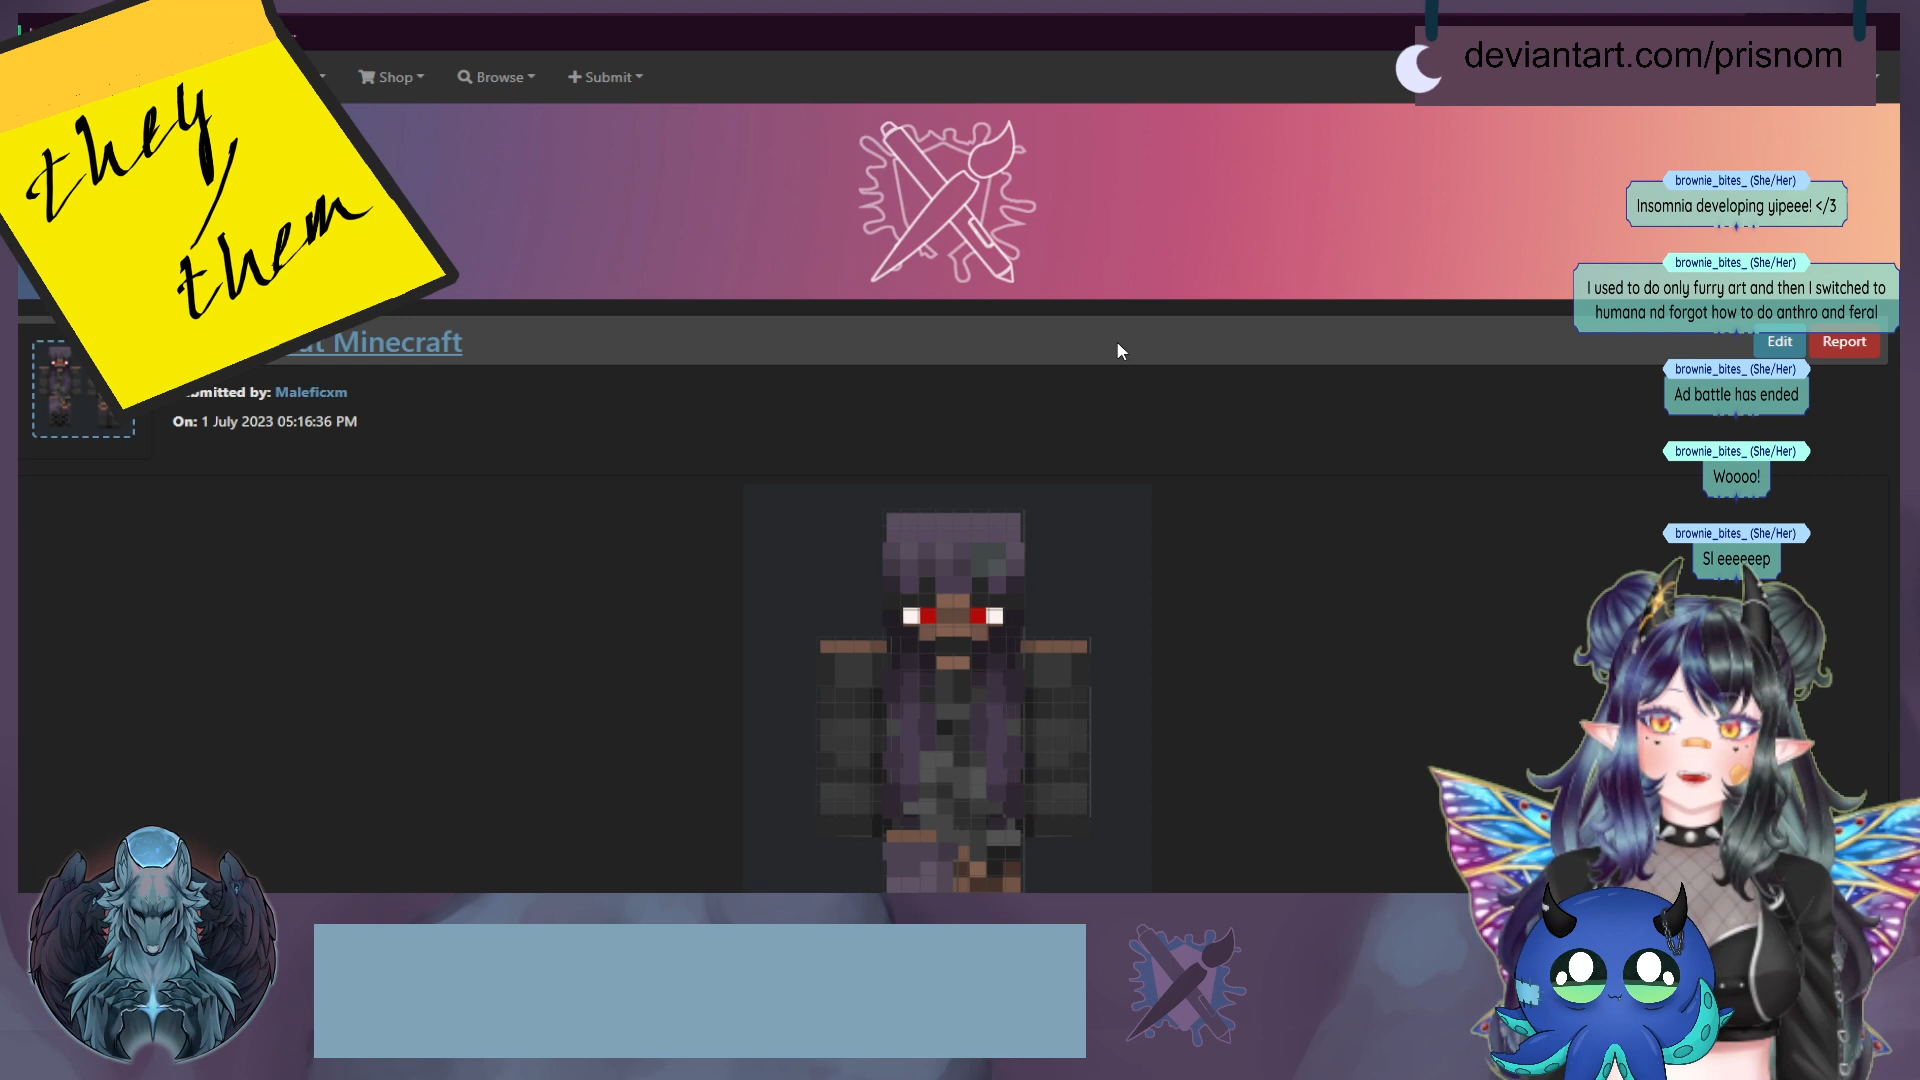 Shop
Browse
Submit
deviantart.com/prisnom
they
/
them
brownie_bites_ (She/Her)
Insomnia developing yipeee! </3
brownie_bites_ (She/Her)
I used to do only furry art and then I switched to
humana nd forgot how to do anthro and feral
Minecraft
Edit
Report
brownie_bites_ (She/Her)
Ad battle has ended
Maleficxm
On: 1 July 2023 05:16:36 PM
brownie_bites_ (She/Her)
Woooo!
brownie_bites_ (She/Her)
Sl eeeeeep